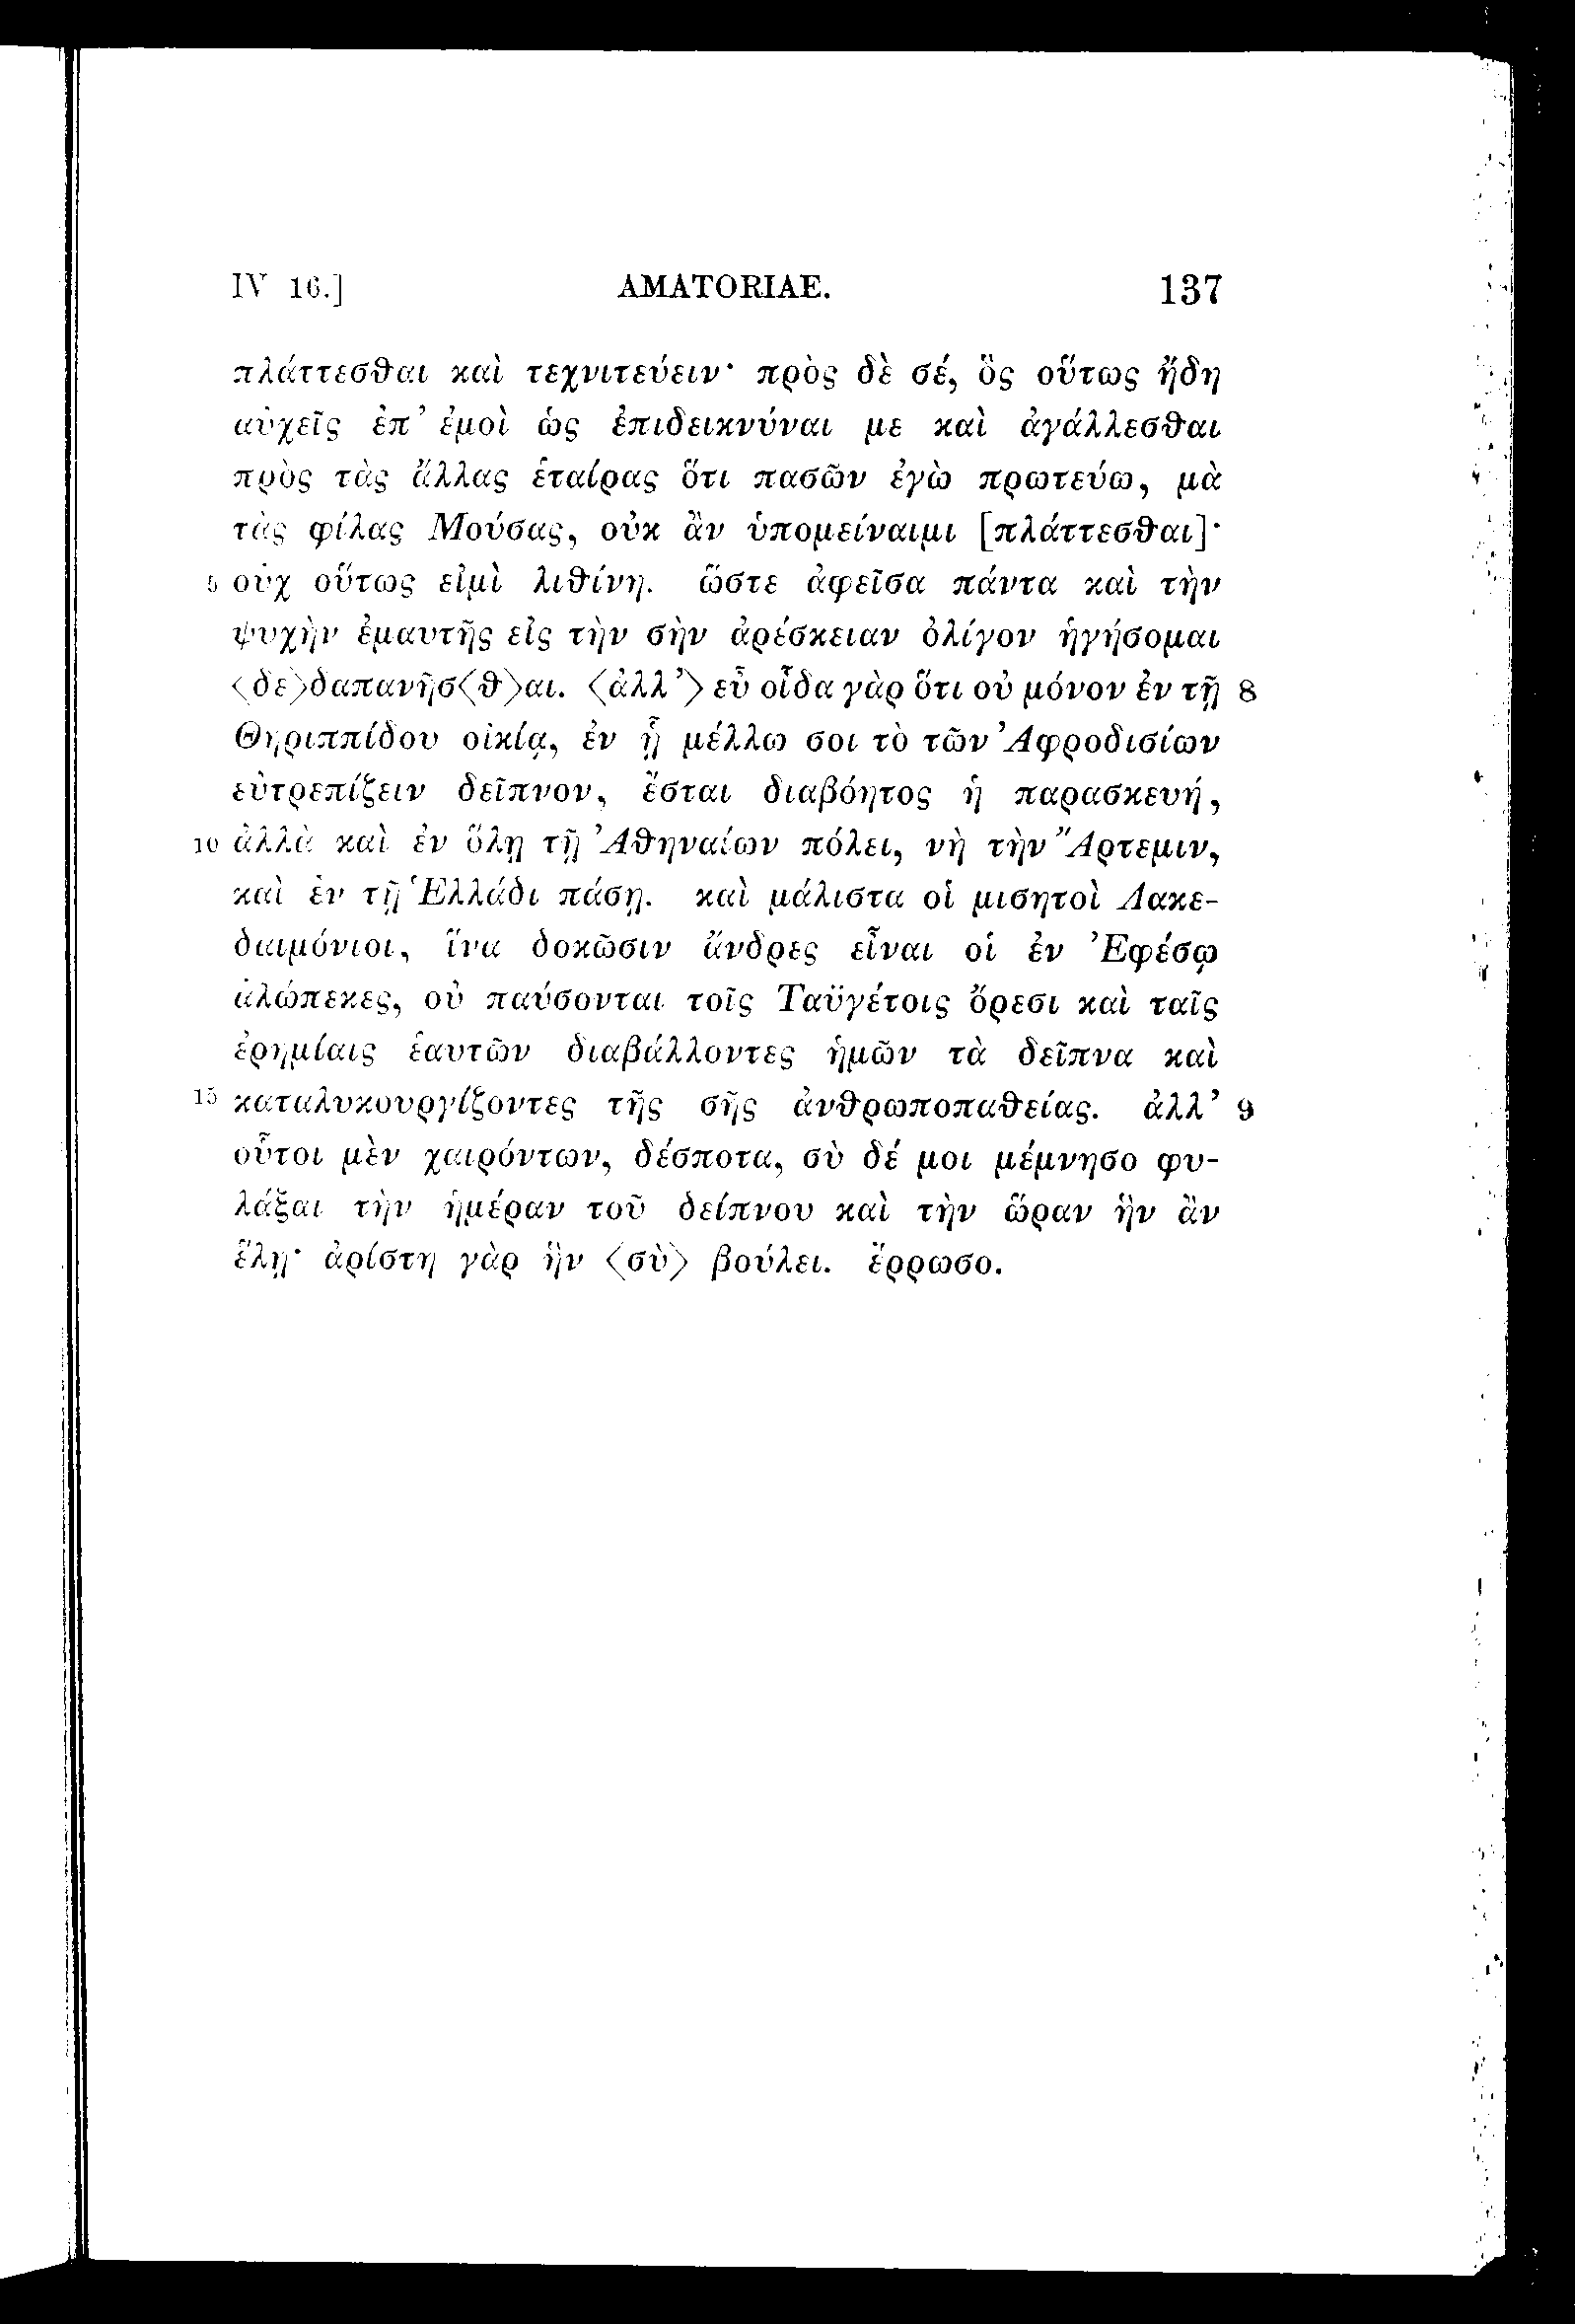 IV 16.] AMATORIAE. 137
πλάττεσθαι καὶ τεχνιτεύειν· πρὸς δὲ σέ, ὃς οὕτως ἤδη
αὐχεῖς ἐπ’ ἐμοὶ ὡς ἐπιδεικνύναι με καὶ ἀγάλλεσθαι
πρὸς τὰς ἄλλας ἑταίρας ὅτι πασῶν ἐγὼ πρωτεύω, μὰ
τὰς φίλας Μούσας, οὐκ ἂν ὑπομείναιμι [πλάττεσθαι]·
5 οὐχ οὕτως εἰμὶ λιθίνη. ὥστε ἀφεῖσα πάντα καὶ τὴν
ψυχὴν ἐμαυτῆς εἰς τὴν σὴν ἀρέσκειαν ὀλίγον ἡγήσομαι
〈δε〉δαπανῆσ〈θ〉αι. 〈ἀλλ’〉 εὖ οἶδα γὰρ ὅτι οὐ μόνον ἐν τῇ 8
Θηριππίδου οἰκίᾳ, ἐν ᾗ μέλλω σοι τὸ τῶν Ἀφροδισίων
εὐτρεπίζειν δεῖπνον, ἔσται διαβόητος ἡ παρασκευή,
10 ἀλλὰ καὶ ἐν ὅλῃ τῇ Ἀθηναίων πόλει, νὴ τὴν Ἄρτεμιν,
καὶ ἐν τῇ Ἑλλάδι πάσῃ. καὶ μάλιστα οἱ μισητοὶ Λακε-
δαιμόνιοι, ἵνα δοκῶσιν ἄνδρες εἶναι οἱ ἐν Ἐφέσῳ
ἀλώπεκες, οὐ παύσονται τοῖς Ταϋγέτοις ὄρεσι καὶ ταῖς
ἐρημίαις ἑαυτῶν διαβάλλοντες ἡμῶν τὰ δεῖπνα καὶ
15 καταλυκουργίζοντες τῆς σῆς ἀνθρωποπαθείας. ἀλλ’ 9
οὗτοι μὲν χαιρόντων, δέσποτα, σὺ δέ μοι μέμνησο φυ-
λάξαι τὴν ἡμέραν τοῦ δείπνου καὶ τὴν ὥραν ἣν ἂν
ἕλῃ· ἀρίστη γὰρ ἣν 〈σὺ〉 βούλει. ἔρρωσο.